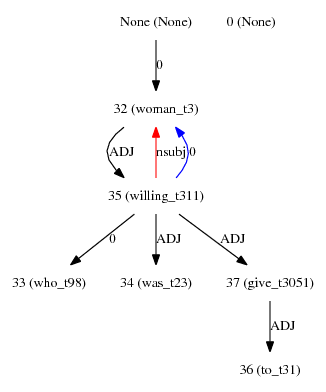 None (None) 0 (None)
0
32 (woman_t3)
ADJ nsubj 0
35 (willing_t311)
0 ADJ ADJ
33 (who_t98) 34 (was_t23) 37 (give_t3051)
ADJ
36 (to_t31)